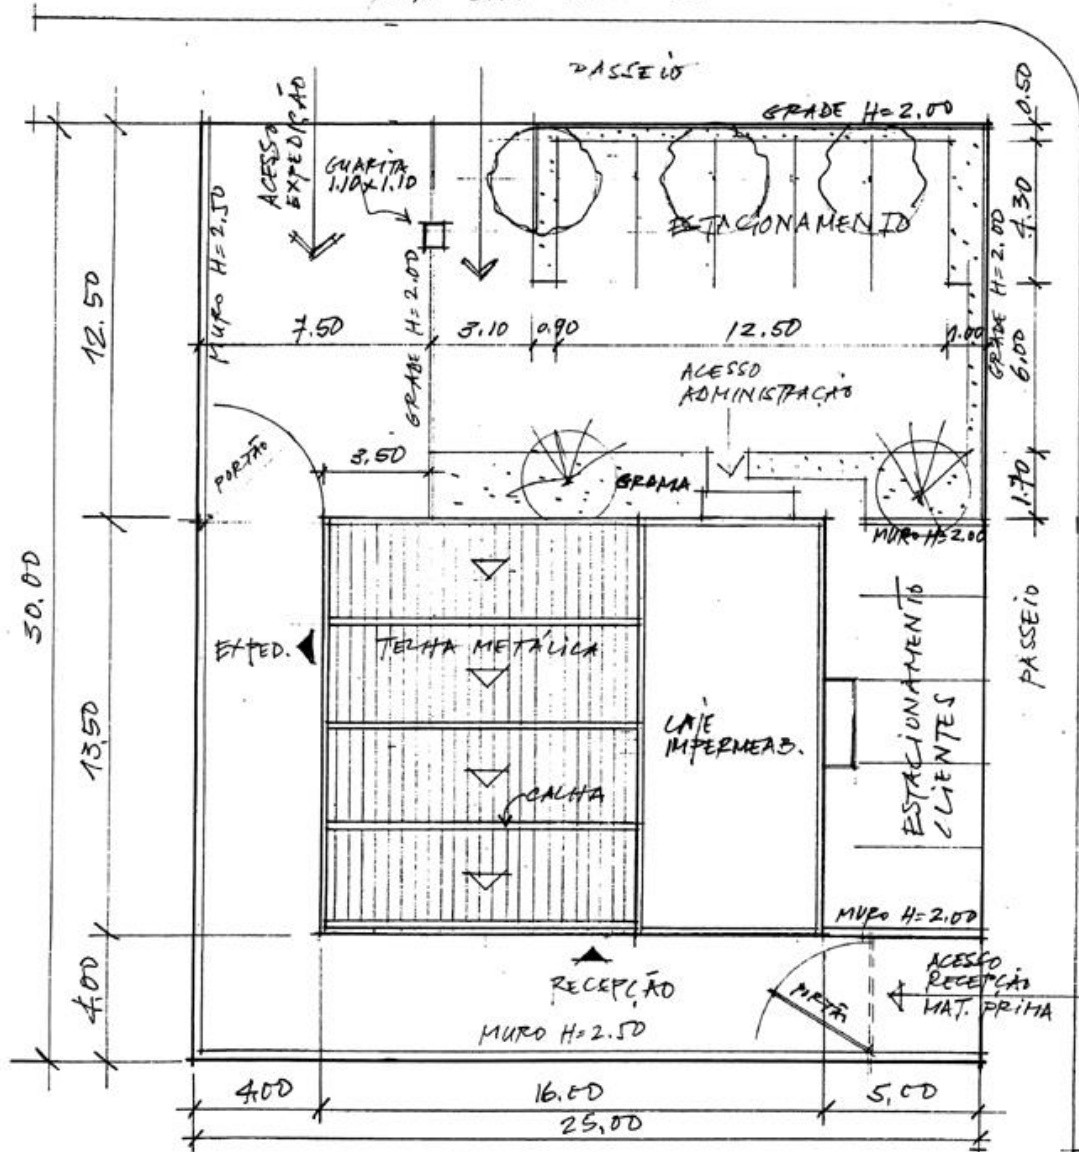 PASSEIO
GRADE H=2.00
0.50
ACESSO
EXPEDIÇÃO
GUARITA
1.10x1.10
ESTACIONAMENTO
4.30
MURO H=2.50
GRADE H=2.00
GRADE H=2.00
12.50
7.50
3.10
0.90
12.50
1.00
6.00
ACESSO
ADMINISTRAÇÃO
PORTÃO
3.50
GRAMA
1.70
MURO H=2.00
30.00
EXPED.
TELHA METÁLICA
LAJE
IMPERMEAB.
ESTACIONAMENTO
CLIENTES
PASSEIO
13.50
CALHA
MURO H=2.00
4.00
RECEPÇÃO
PORTÃO
ACESSO
RECEPÇÃO
MAT. PRIMA
MURO H=2.50
4.00
16.00
5.00
25.00